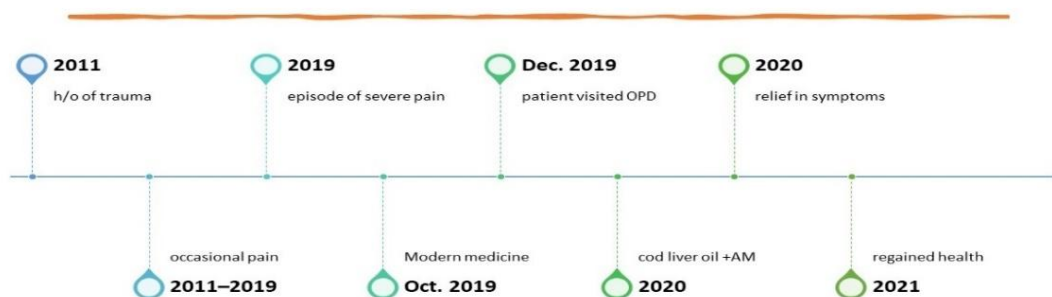 2011
h/o of trauma
2019
episode of severe pain
Dec. 2019
patient visited OPD
2020
relief in symptoms
occasional pain
2011–2019
Modern medicine
Oct. 2019
cod liver oil +AM
2020
regained health
2021